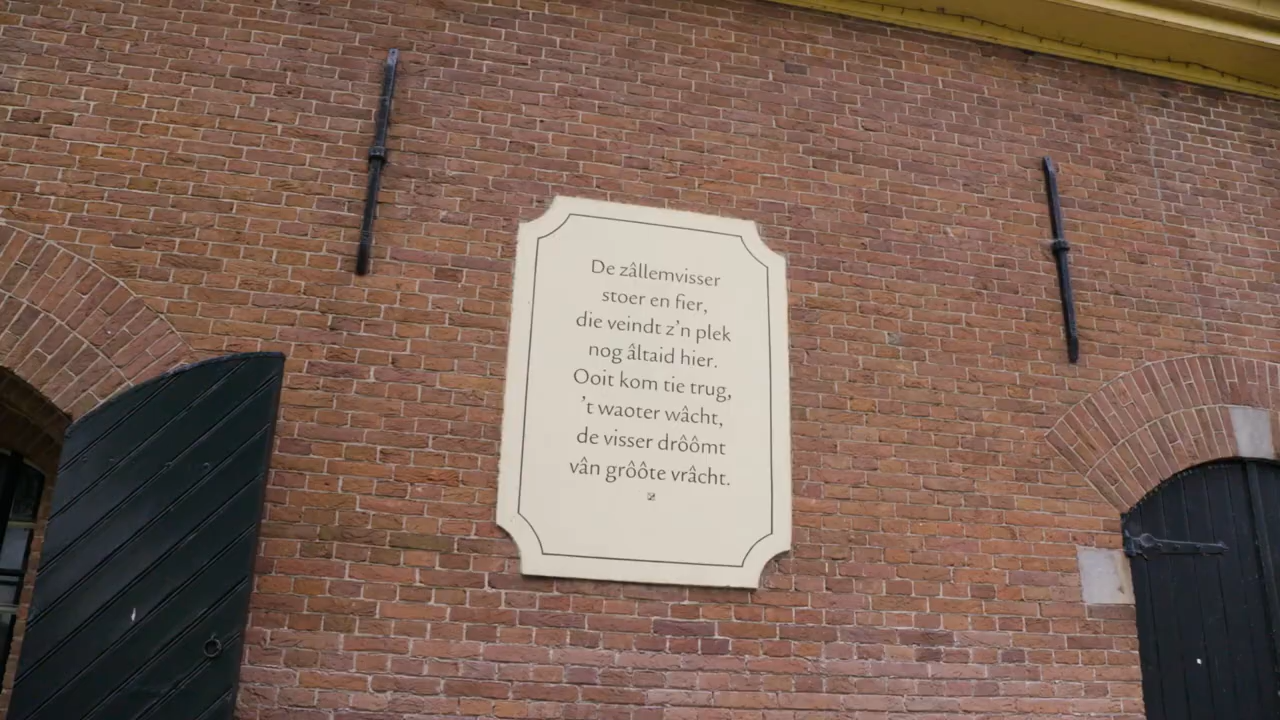 De zâllemvisser
stoer en fier,
die veindt z’n plek
nog âltaid hier.
Ooit kom tie trug,
’t waoter wâcht,
de visser drôômt
vân grôôte vrâcht.